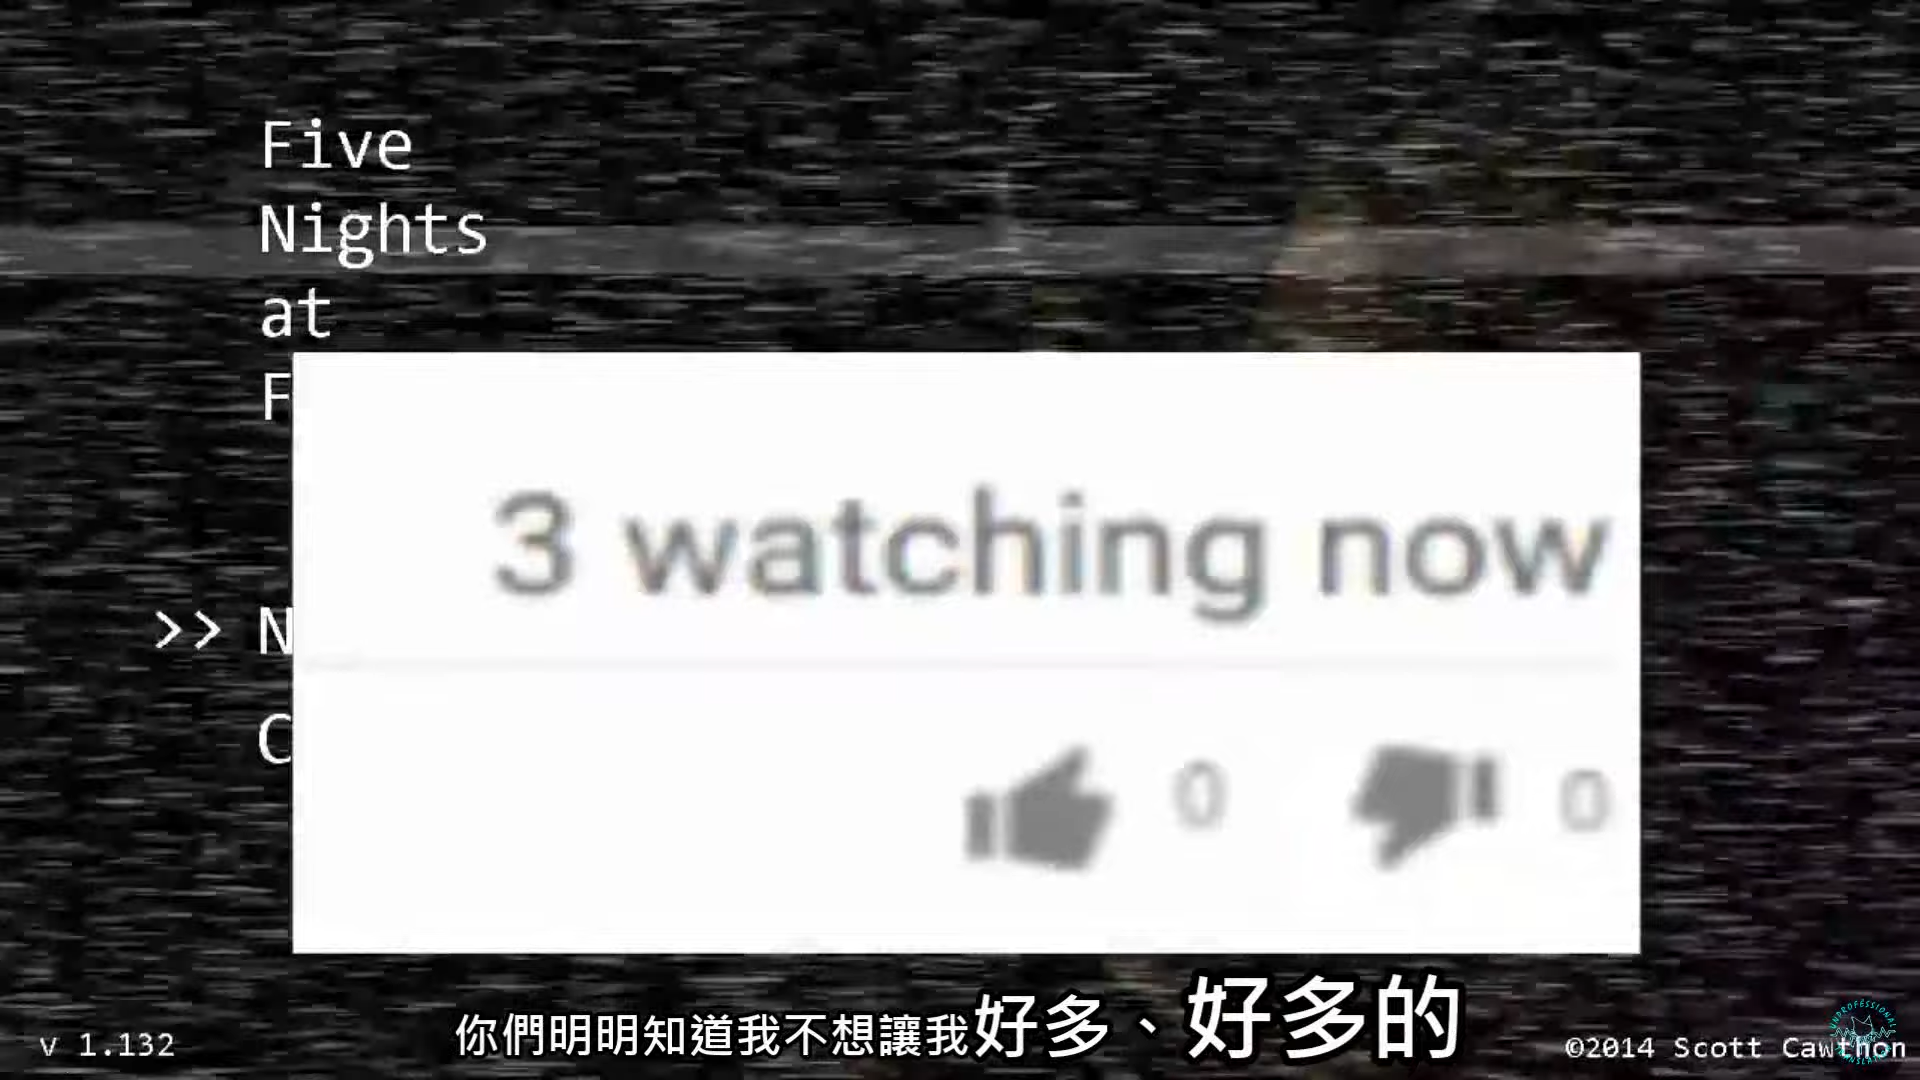 Five
Nights
at
F
3 watching now
>> N
C
0 0
你們明明知道我不想讓我好多、好多的
v 1.132
©2014 Scott Cawthon
UNPROFESSIONAL